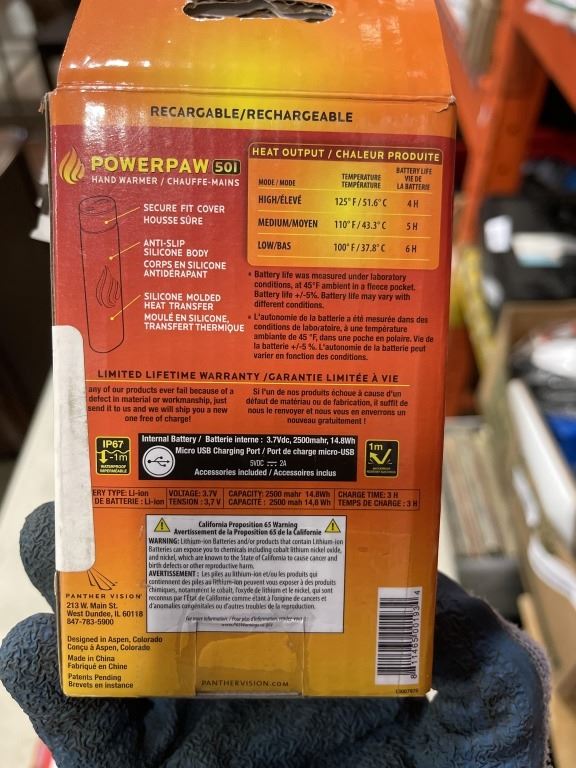 RECARGABLE/RECHARGEABLE
POWERPAW 501
HAND WARMER / CHAUFFE-MAINS
SECURE FIT COVER
HOUSSE SÛRE
ANTI-SLIP
SILICONE BODY
CORPS EN SILICONE
ANTIDÉRAPANT
SILICONE MOLDED
HEAT TRANSFER
MOULÉ EN SILICONE,
TRANSFERT THERMIQUE
HEAT OUTPUT / CHALEUR PRODUITE
MODE / MODE
TEMPERATURE
TEMPÉRATURE
BATTERY LIFE
VIE DE
LA BATTERIE
HIGH/ÉLEVÉ 125° F / 51.6° C 4 H
MEDIUM/MOYEN 110° F / 43.3° C 5 H
LOW/BAS 100° F / 37.8° C 6 H
* Battery life was measured under laboratory
conditions, at 45°F ambient in a fleece pocket.
Battery life +/-5%. Battery life may vary with
different conditions.
* L'autonomie de la batterie a été mesurée dans des
conditions de laboratoire, à une température
ambiante de 45 °F, dans une poche en polaire. Vie de
la batterie +/-5 %. L'autonomie de la batterie peut
varier en fonction des conditions.
LIMITED LIFETIME WARRANTY /GARANTIE LIMITÉE À VIE
any of our products ever fail because of a
defect in material or workmanship, just
send it to us and we will ship you a new
one free of charge!
Si l'un de nos produits échoue à cause d'un
défaut de matériau ou de fabrication, il suffit de
nous le renvoyer et nous vous en enverrons un
nouveau gratuitement !
IP67
-1m
WATERPROOF
IMPERMÉABLE
Internal Battery / Batterie interne : 3.7Vdc, 2500mahr, 14.8Wh
Micro USB Charging Port / Port de charge micro-USB
5VDC 2A
Accessories included / Accessoires inclus
1m
ERY TYPE: Li-ion VOLTAGE: 3.7V CAPACITY: 2500 mahr 14.8Wh CHARGE TIME: 3 H
DE BATTERIE : Li-ion TENSION : 3,7 V CAPACITÉ : 2500 mah 14,8 Wh TEMPS DE CHARGE : 3 H
California Proposition 65 Warning
Avertissement de la Proposition 65 de la Californie
WARNING: Lithium-ion Batteries and/or products that contain Lithium-ion
Batteries can expose you to chemicals including cobalt lithium nickel oxide,
and nickel, which are known to the State of California to cause cancer and
birth defects or other reproductive harm.
AVERTISSEMENT : Les piles au lithium-ion et/ou les produits qui
contiennent des piles au lithium-ion peuvent vous exposer à des produits
chimiques, notamment le cobalt, l'oxyde de lithium et le nickel, qui sont
reconnus par l'État de Californie comme étant à l'origine de cancers et
d'anomalies congénitales ou d'autres troubles de la reproduction.
For more information / Pour plus d'information, rendez-vous :
www.P65Warnings.ca.gov
PANTHER VISION
213 W. Main St.
West Dundee, IL 60118
847-783-5900
Designed in Aspen, Colorado
Conçu à Aspen, Colorado
Made in China
Fabriqué en Chine
Patents Pending
Brevets en instance
PANTHERVISION.COM